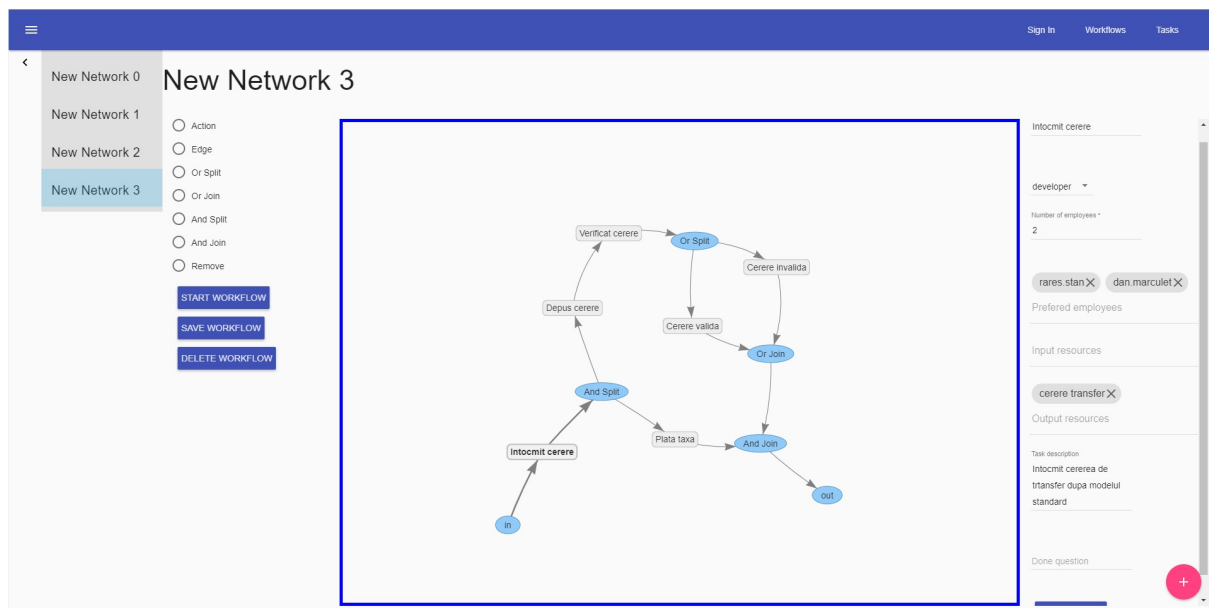 Sign In Workflows Tasks
New Network 0
New Network 1
New Network 2
New Network 3
New Network 3
Action
Edge
Or Split
Or Join
And Split
And Join
Remove
START WORKFLOW
SAVE WORKFLOW
DELETE WORKFLOW
Verificat cerere
Or Split
Cerere invalida
Depus cerere
Cerere valida
Or Join
And Split
Plata taxa
And Join
Intocmit cerere
out
in
Intocmit cerere
developer
Number of employees *
2
rares.stan dan.marculet
Prefered employees
Input resources
cerere transfer
Output resources
Task description
Intocmit cererea de
trtansfer dupa modelul
standard
Done question